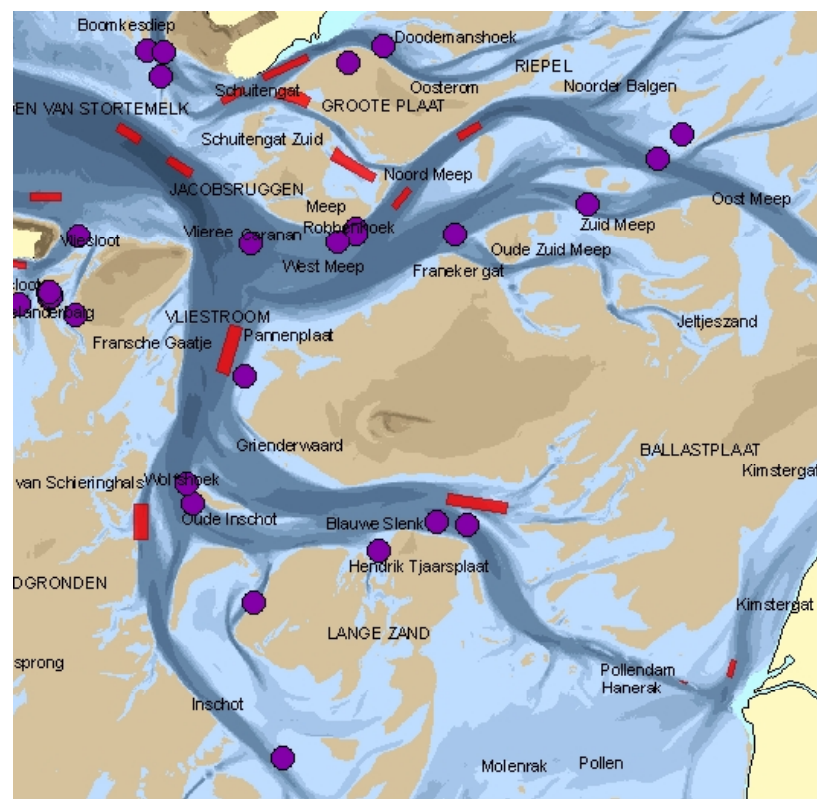 Boomkesdiep
Doodemanshoek
RIEPEL
Oosterom
Noorder Balgen
Schuitengat
GROOTE PLAAT
DEN VAN STORTEMELK
Schuitengat Zuid
Noord Meep
JACOBSRUGGEN
Oost Meep
Meep
Zuid Meep
Robbenhoek
Vliesloot
Vlieree
West Meep
Oude Zuid Meep
Franeker gat
VLIESTROOM
Jeltjeszand
Pannenplaat
Fransche Gaatje
Grienderwaard
BALLASTPLAAT
Kimstergat
van Schieringhals
Wolfshoek
Oude Inschot
Blauwe Slenk
Hendrik Tjaarsplaat
DGRONDEN
Kimstergat
LANGE ZAND
sprong
Pollendam
Hanerak
Inschot
Molenrak
Pollen